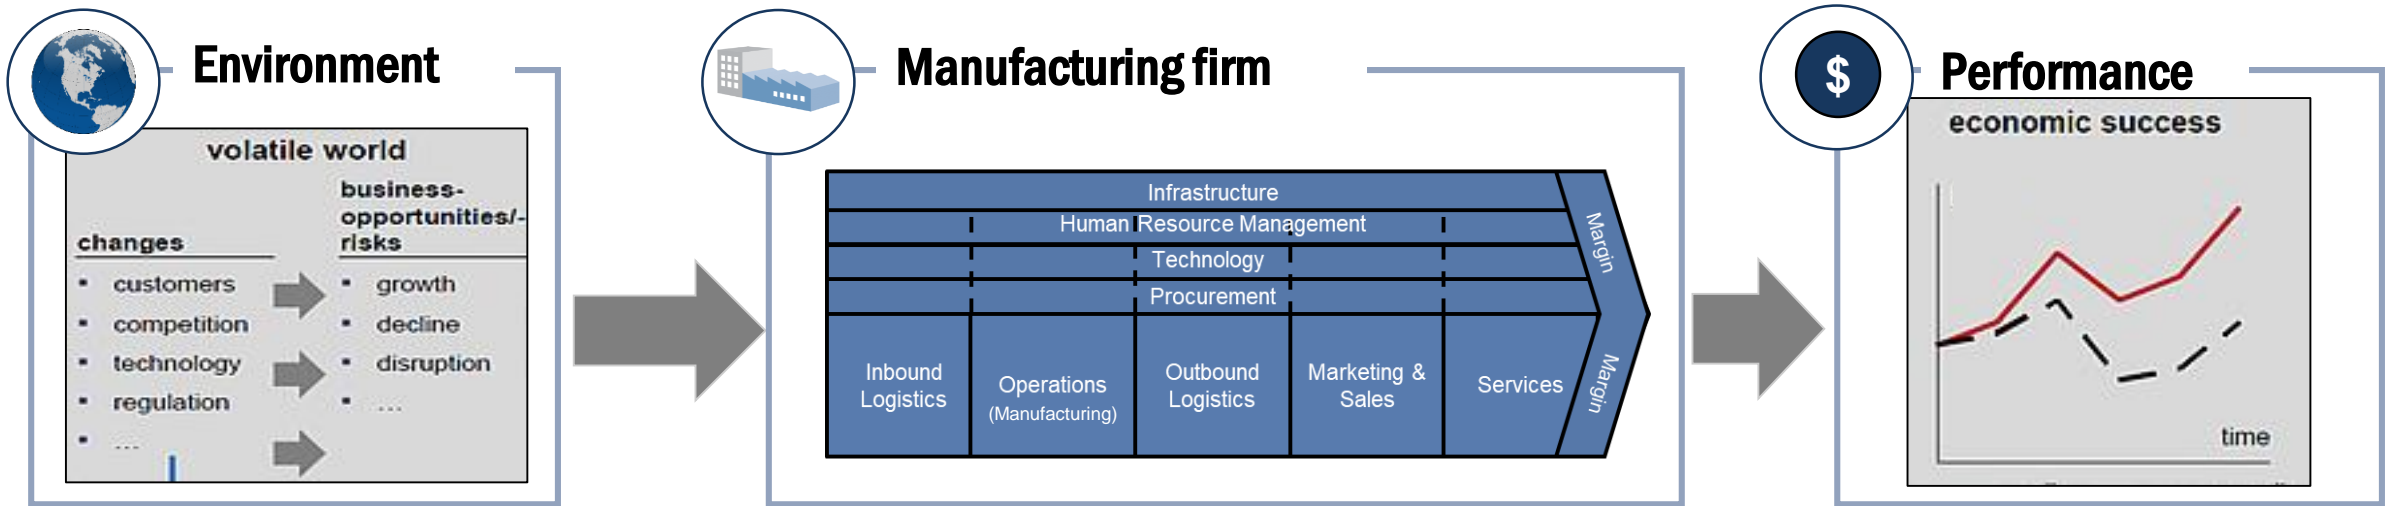 Environment
volatile world
changes
business-
opportunities/-
risks
▪ customers
▪ competition
▪ technology
▪ regulation
▪ ...
▪ growth
▪ decline
▪ disruption
▪ ...
Manufacturing firm
Infrastructure
Human Resource Management
Technology
Procurement
Inbound
Logistics
Operations
(Manufacturing)
Outbound
Logistics
Marketing &
Sales
Services
Margin
Margin
$
Performance
economic success
time